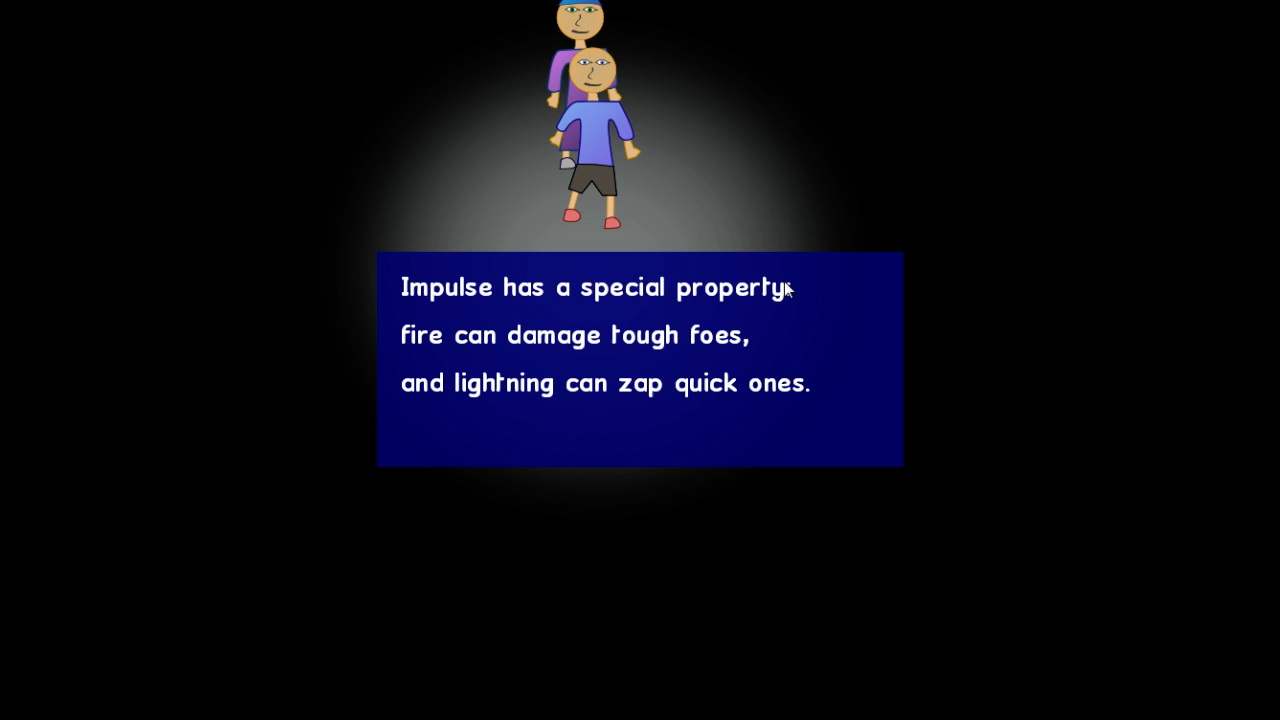 Impulse has a special property:
fire can damage tough foes,
and lightning can zap quick ones.